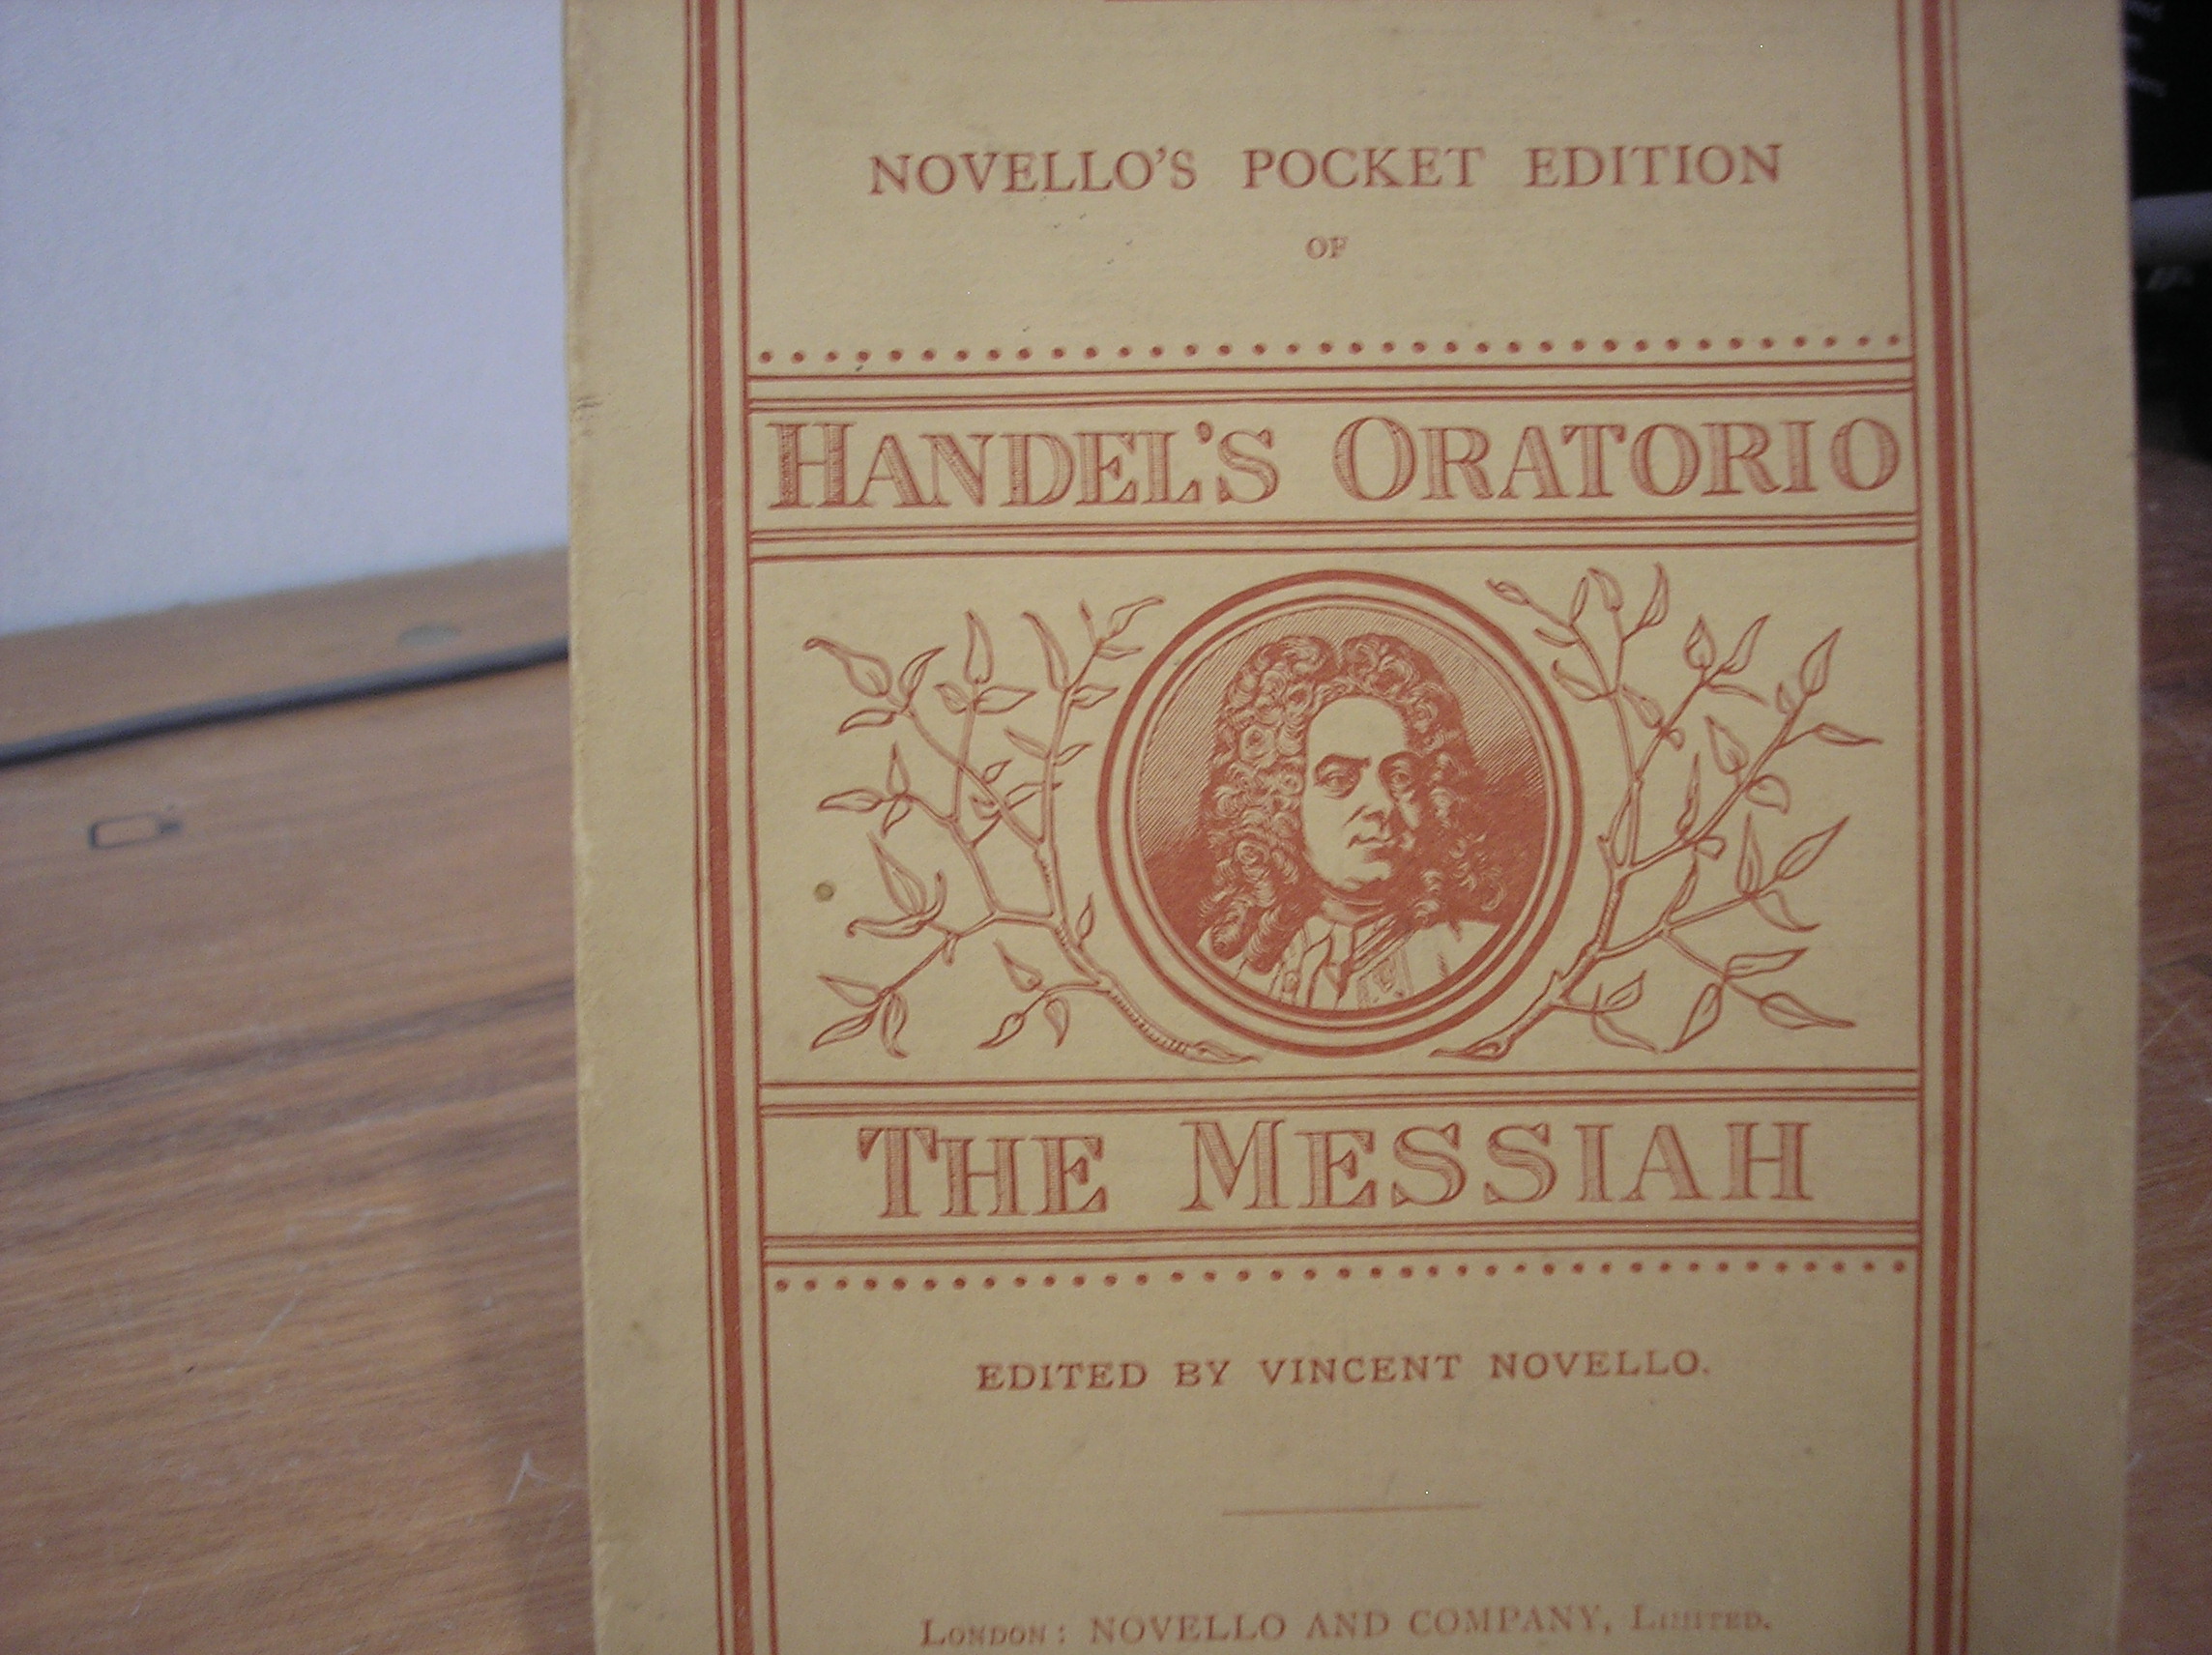 NOVELLO'S POCKET EDITION
OF
HANDEL'S ORATORIO
THE MESSIAH
EDITED BY VINCENT NOVELLO.
LONDON: NOVELLO AND COMPANY, LIMITED.